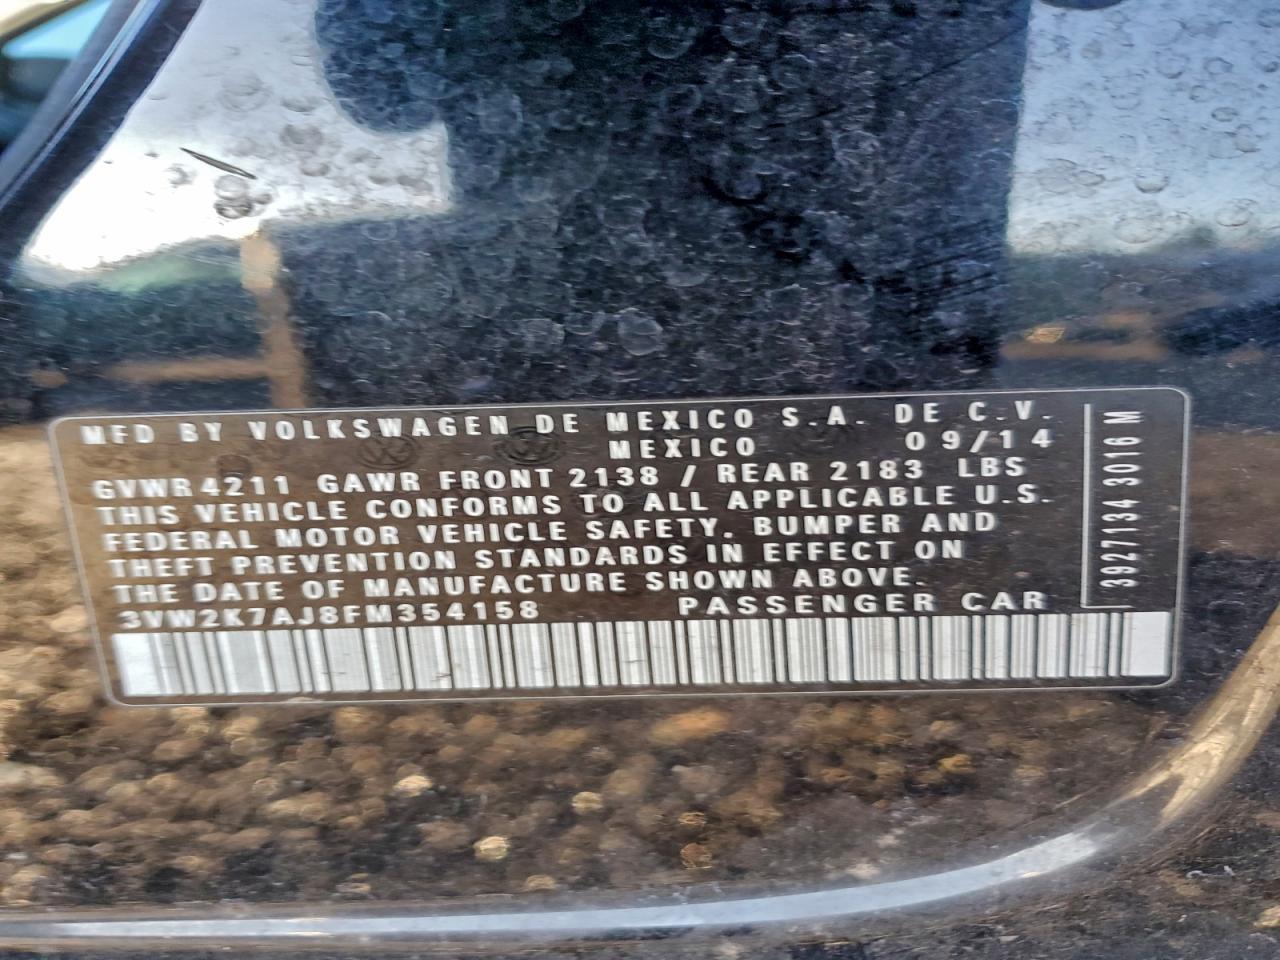 MFD BY VOLKSWAGEN DE MEXICO S.A. DE C.V.
MEXICO 09/14
GVWR 4211 GAWR FRONT 2138 / REAR 2183 LBS
THIS VEHICLE CONFORMS TO ALL APPLICABLE U.S.
FEDERAL MOTOR VEHICLE SAFETY, BUMPER AND
THEFT PREVENTION STANDARDS IN EFFECT ON
THE DATE OF MANUFACTURE SHOWN ABOVE.
3VW2K7AJ8FM354158 PASSENGER CAR
3927/134 3016 M